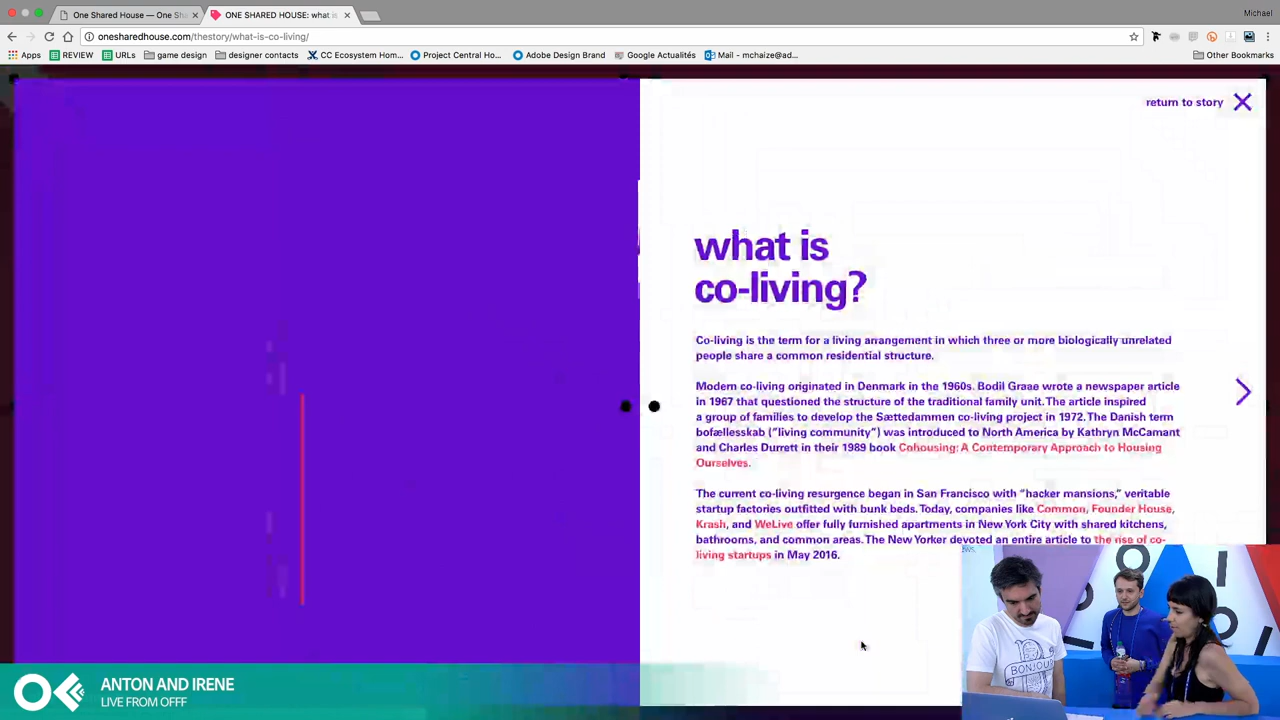 Michael
ONE SHARED HOUSE — One Sha
ONE SHARED HOUSE: what is
onesharedhouse.com/thestory/what-is-co-living/
Apps REVIEW URLs game design designer contacts CC Ecosystem Hom... Project Central Ho... Adobe Design Brand Google Actualités Mail - mchaize@ad... Other Bookmarks
return to story
what is
co-living?
Co-living is the term for a living arrangement in which three or more biologically unrelated
people share a common residential structure.
Modern co-living originated in Denmark in the 1960s. Bodil Graae wrote a newspaper article
in 1967 that questioned the structure of the traditional family unit. The article inspired
a group of families to develop the Sættedammen co-living project in 1972. The Danish term
bofællesskab ("living community") was introduced to North America by Kathryn McCamant
and Charles Durrett in their 1989 book Cohousing: A Contemporary Approach to Housing
Ourselves.
The current co-living resurgence began in San Francisco with "hacker mansions," veritable
startup factories outfitted with bunk beds. Today, companies like Common, Founder House,
Krash, and WeLive offer fully furnished apartments in New York City with shared kitchens,
bathrooms, and common areas. The New Yorker devoted an entire article to the rise of co-
living startups in May 2016.
BONJOUR
ANTON AND IRENE
LIVE FROM OFFF